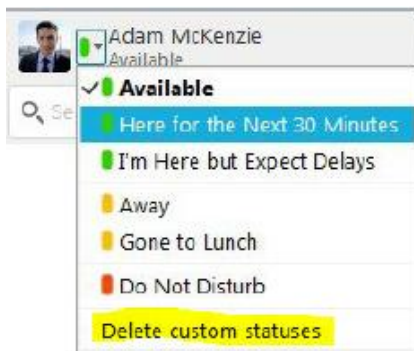 Adam McKenzie
Available
Available
Se
Here for the Next 30 Minutes
I'm Here but Expect Delays
Away
Gone to Lunch
Do Not Disturb
Delete custom statuses